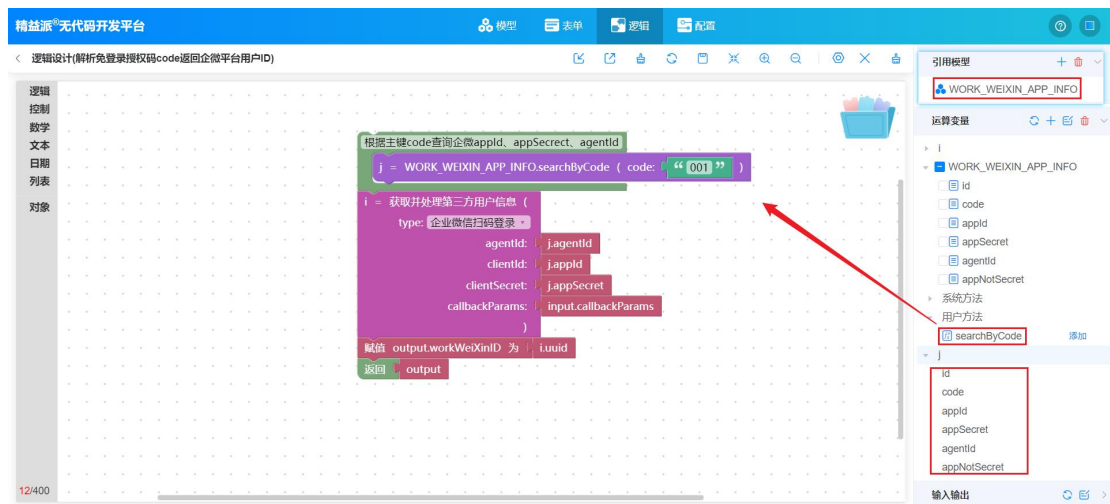 精益派®无代码开发平台
模型
表单
逻辑
配置
逻辑设计(解析免登录授权码code返回企微平台用户ID)
逻辑
控制
数学
文本
日期
列表
对象
根据主键code查询企微appId、appSecrect、agentId
j = WORK_WEIXIN_APP_INFO.searchByCode ( code: “ 001 ” )
i = 获取并处理第三方用户信息 (
type: 企业微信扫码登录
agentId: j.agentId
clientId: j.appId
clientSecret: j.appSecret
callbackParams: input.callbackParams
)
赋值 output.workWeiXinID 为 i.uuid
返回 output
12/400
引用模型
WORK_WEIXIN_APP_INFO
运算变量
i
WORK_WEIXIN_APP_INFO
id
code
appId
appSecret
agentId
appNotSecret
系统方法
用户方法
searchByCode 添加
j
id
code
appId
appSecret
agentId
appNotSecret
输入输出